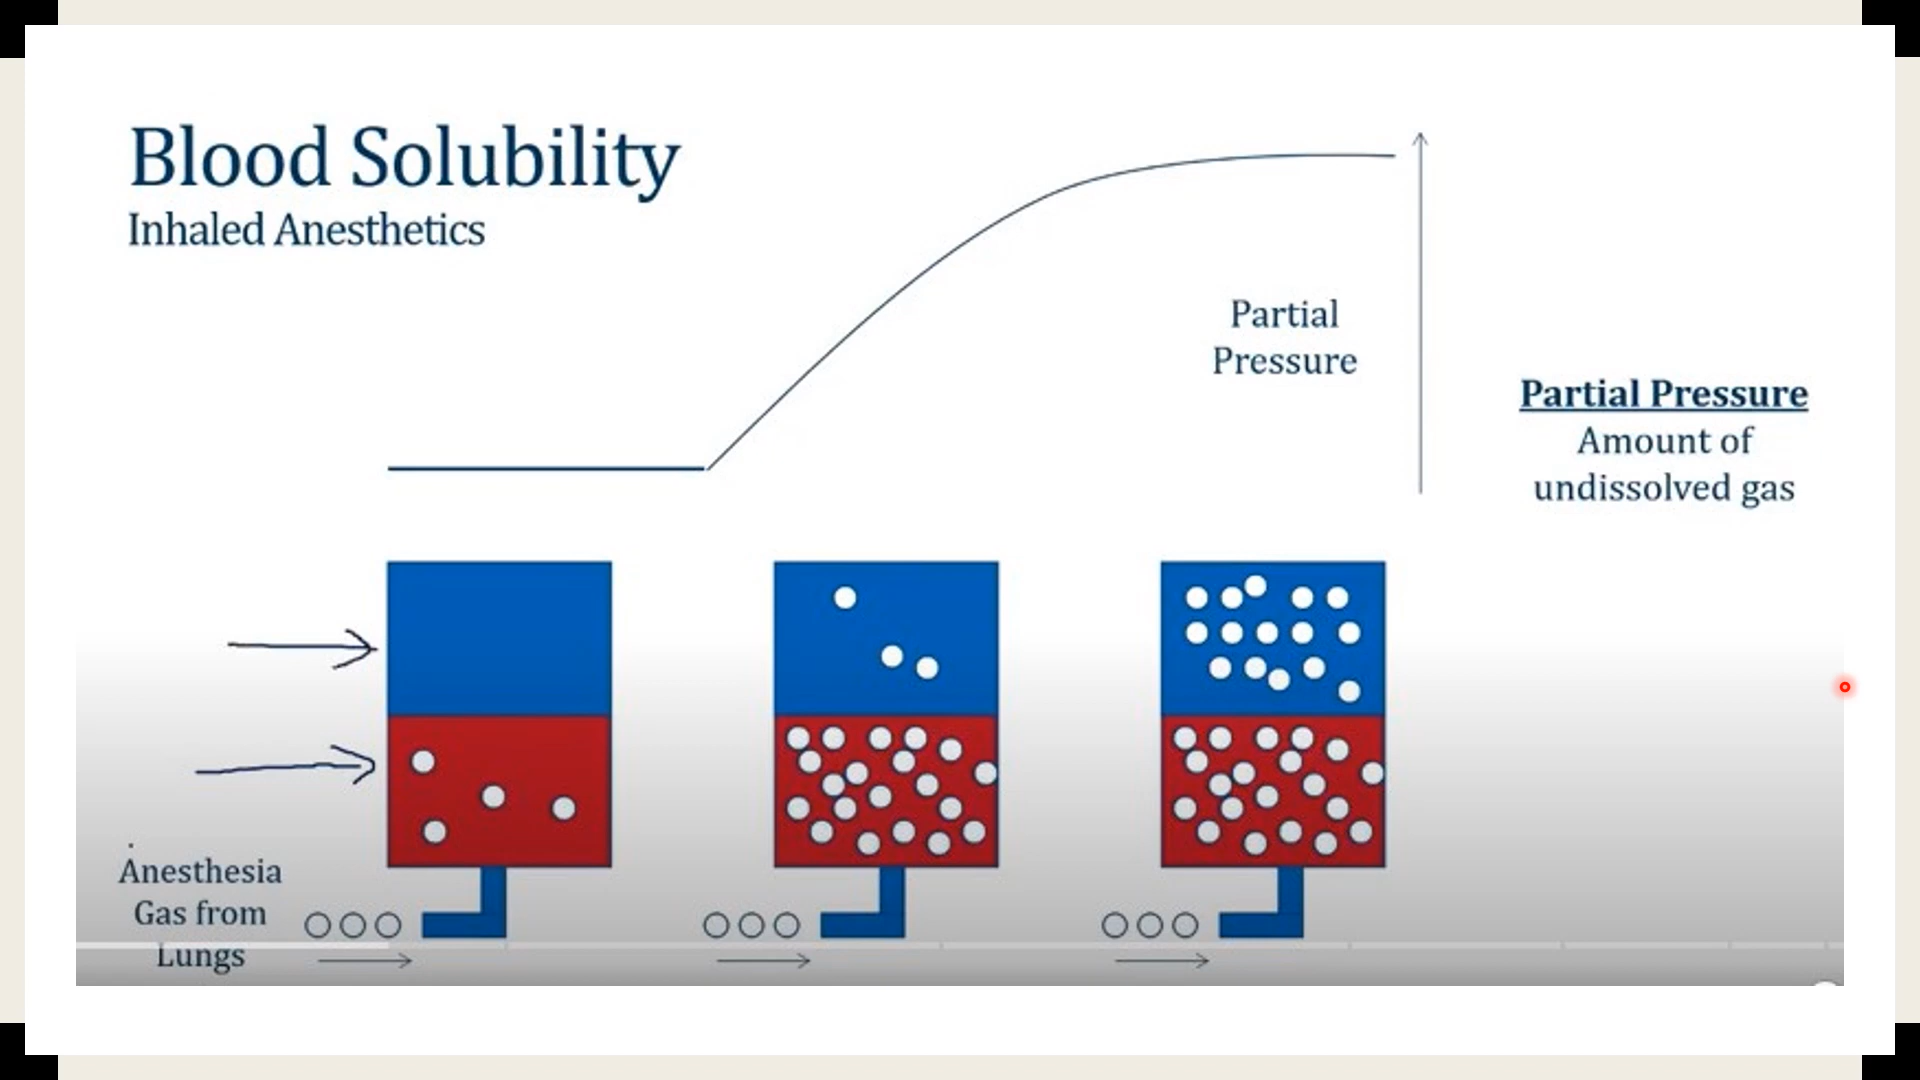 Blood Solubility
Inhaled Anesthetics
Partial
Pressure
Partial Pressure
Amount of
undissolved gas
Anesthesia
Gas from
Lungs